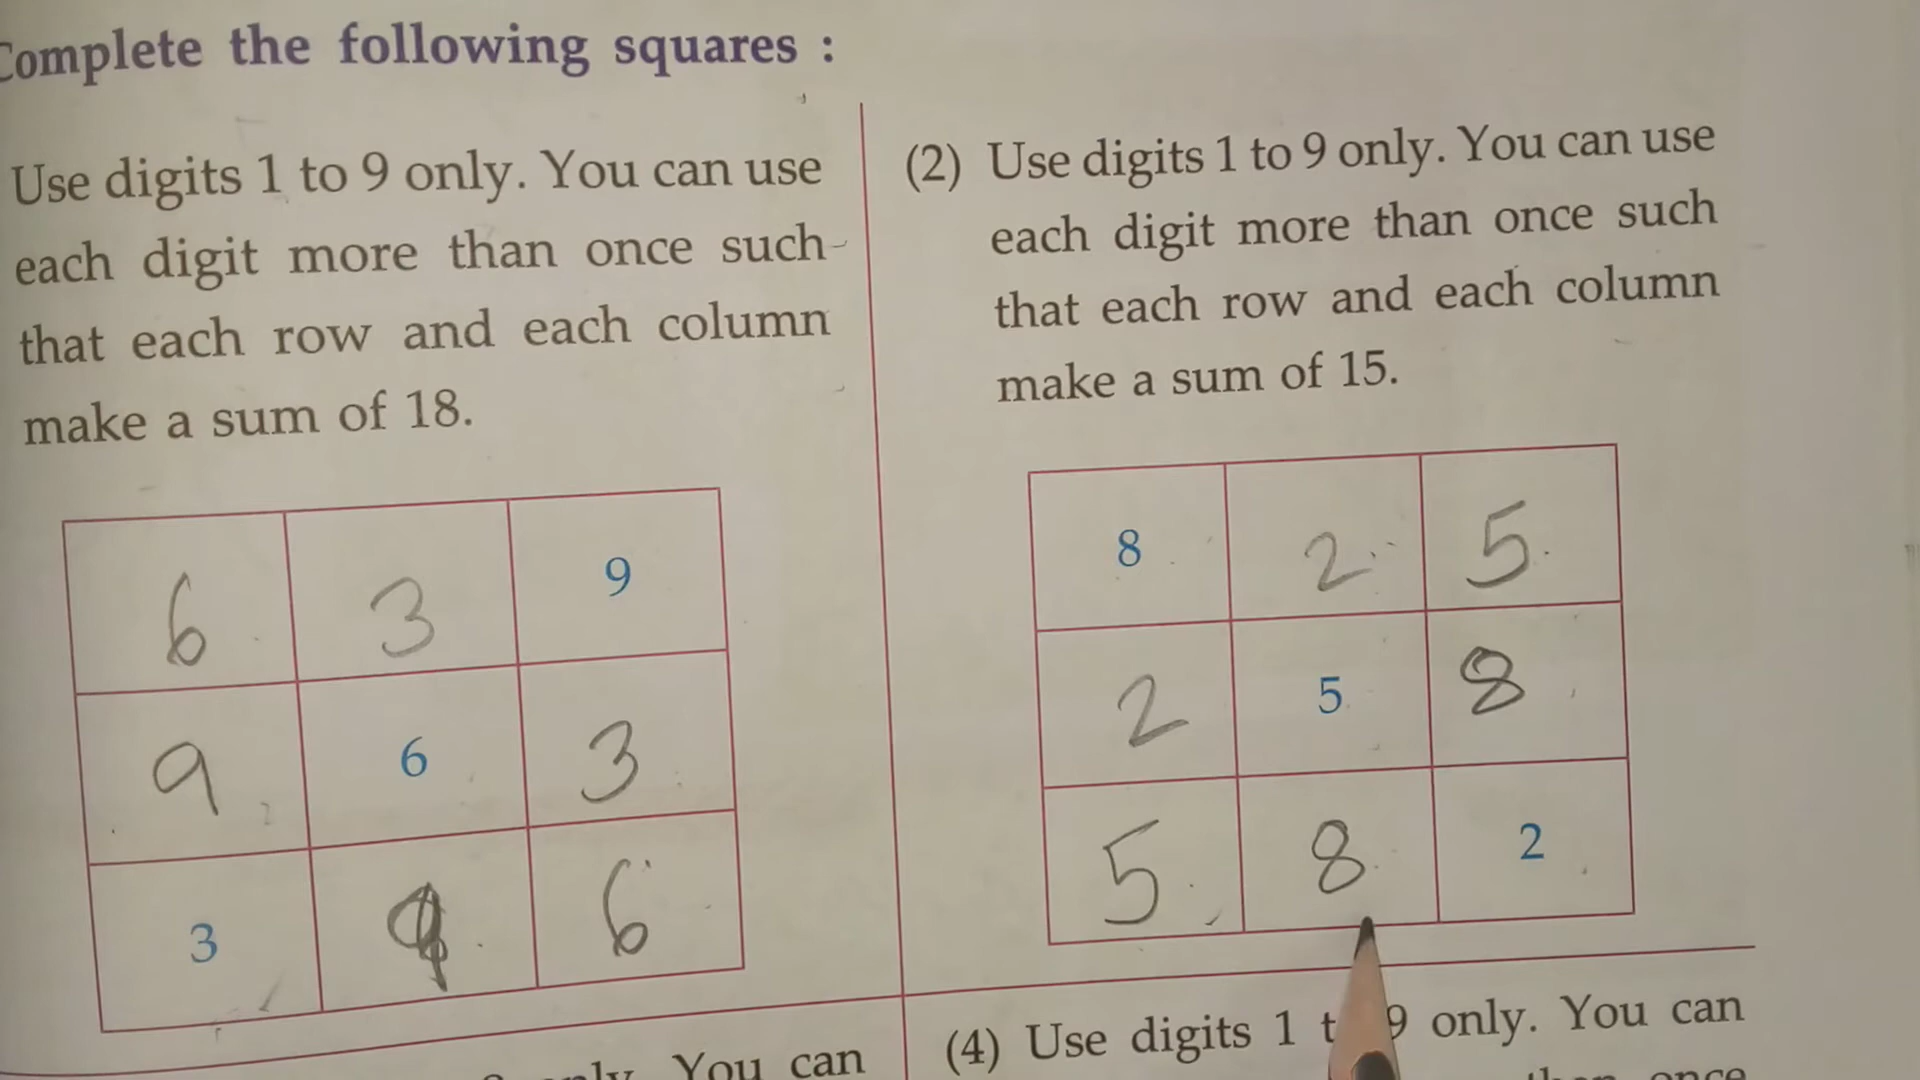 Complete the following squares :
Use digits 1 to 9 only. You can use
each digit more than once such
that each row and each column
make a sum of 18.
6 3 9
9 6 3
3 9 6
(2) Use digits 1 to 9 only. You can use
each digit more than once such
that each row and each column
make a sum of 15.
8 2 5
2 5 8
5 8 2
only. You can
(4) Use digits 1 t 9 only. You can
once